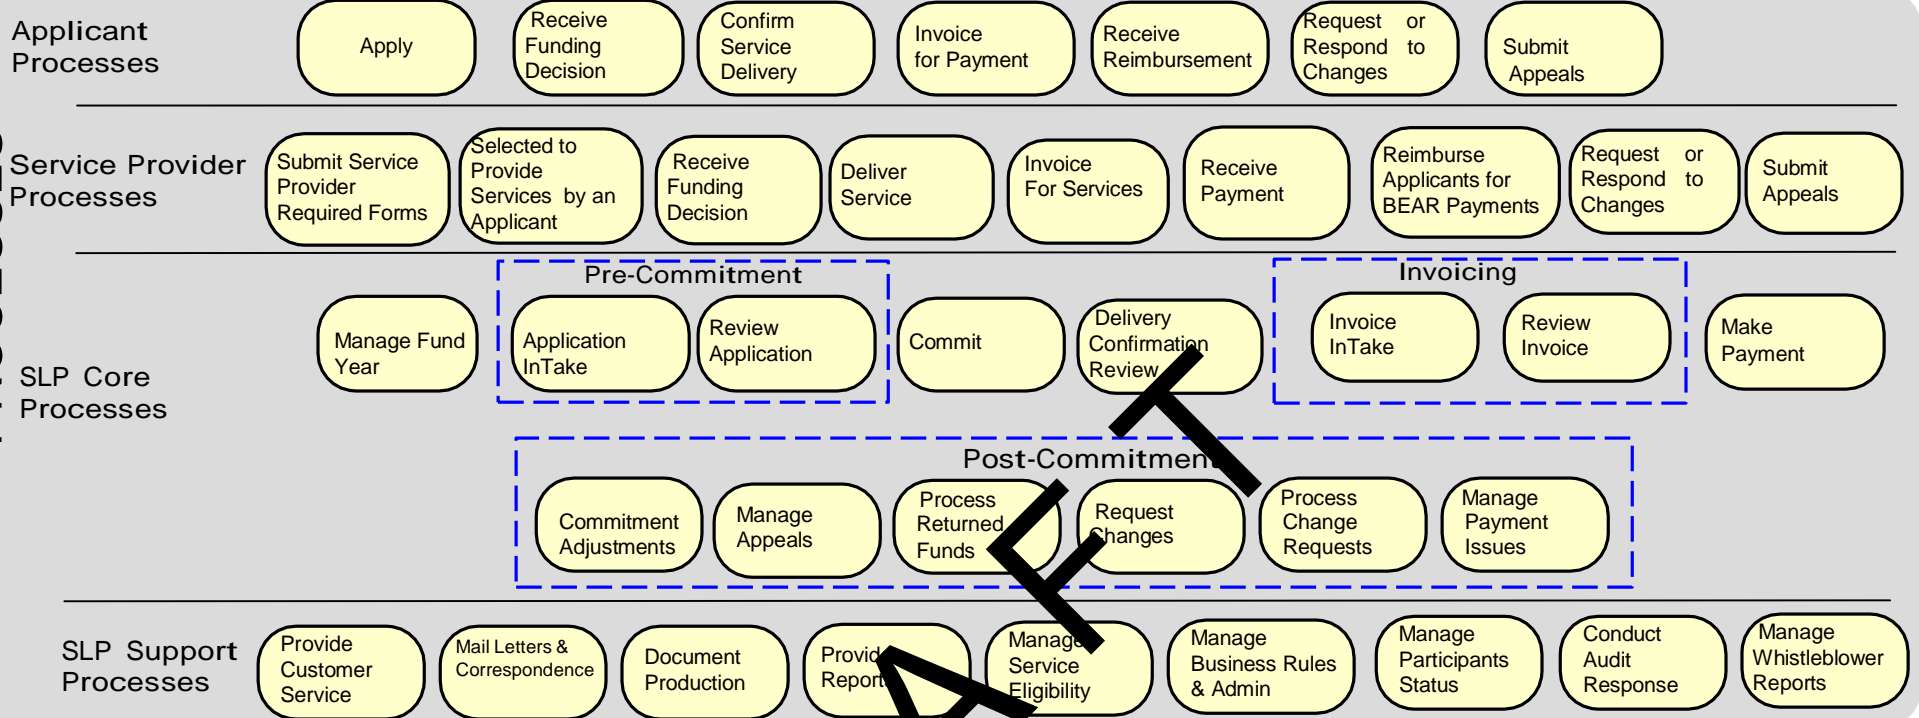 Applicant
Processes
Apply
Receive
Funding
Decision
Confirm
Service
Delivery
Invoice
for Payment
Receive
Reimbursement
Request or
Respond to
Changes
Submit
Appeals
Service Provider
Processes
Submit Service
Provider
Required Forms
Selected to
Provide
Services by an
Applicant
Receive
Funding
Decision
Deliver
Service
Invoice
For Services
Receive
Payment
Reimburse
Applicants for
BEAR Payments
Request or
Respond to
Changes
Submit
Appeals
SLP Core
Processes
Manage Fund
Year
Pre-Commitment
Application
InTake
Review
Application
Commit
Delivery
Confirmation
Review
Invoicing
Invoice
InTake
Review
Invoice
Make
Payment
Post-Commitment
Commitment
Adjustments
Manage
Appeals
Process
Returned
Funds
Request
Changes
Process
Change
Requests
Manage
Payment
Issues
SLP Support
Processes
Provide
Customer
Service
Mail Letters &
Correspondence
Document
Production
Provide
Report
Manage
Service
Eligibility
Manage
Business Rules
& Admin
Manage
Participants
Status
Conduct
Audit
Response
Manage
Whistleblower
Reports